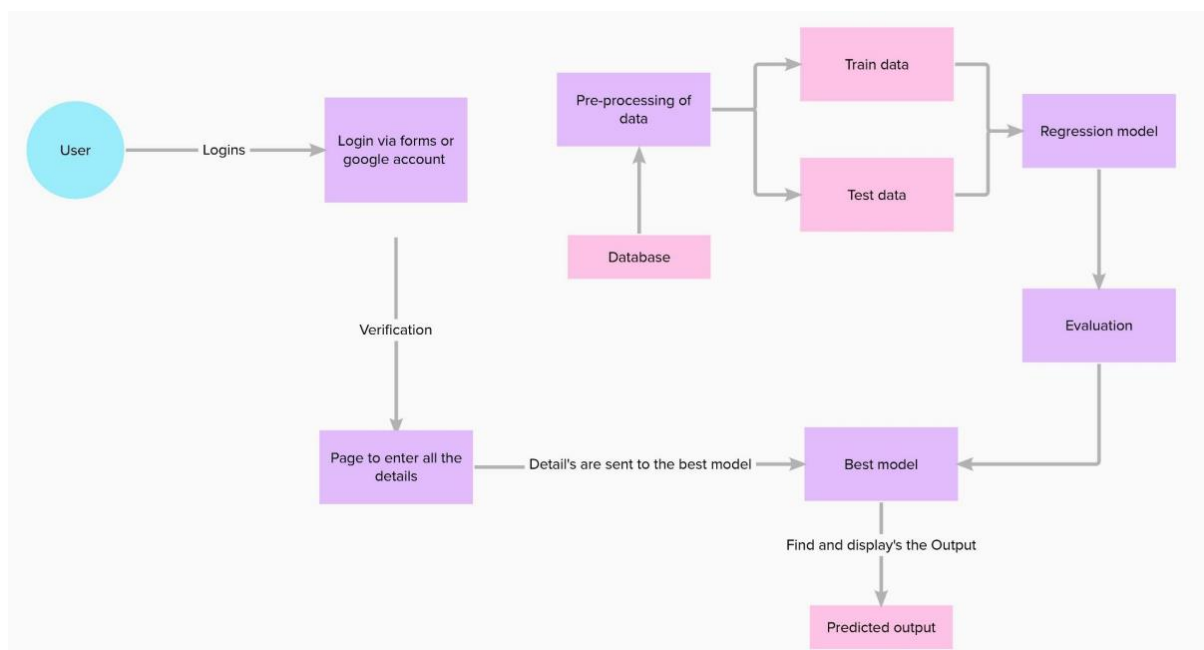 User
Logins
Login via forms or
google account
Verification
Page to enter all the
details
Detail's are sent to the best model
Database
Pre-processing of
data
Train data
Test data
Regression model
Evaluation
Best model
Find and display's the Output
Predicted output